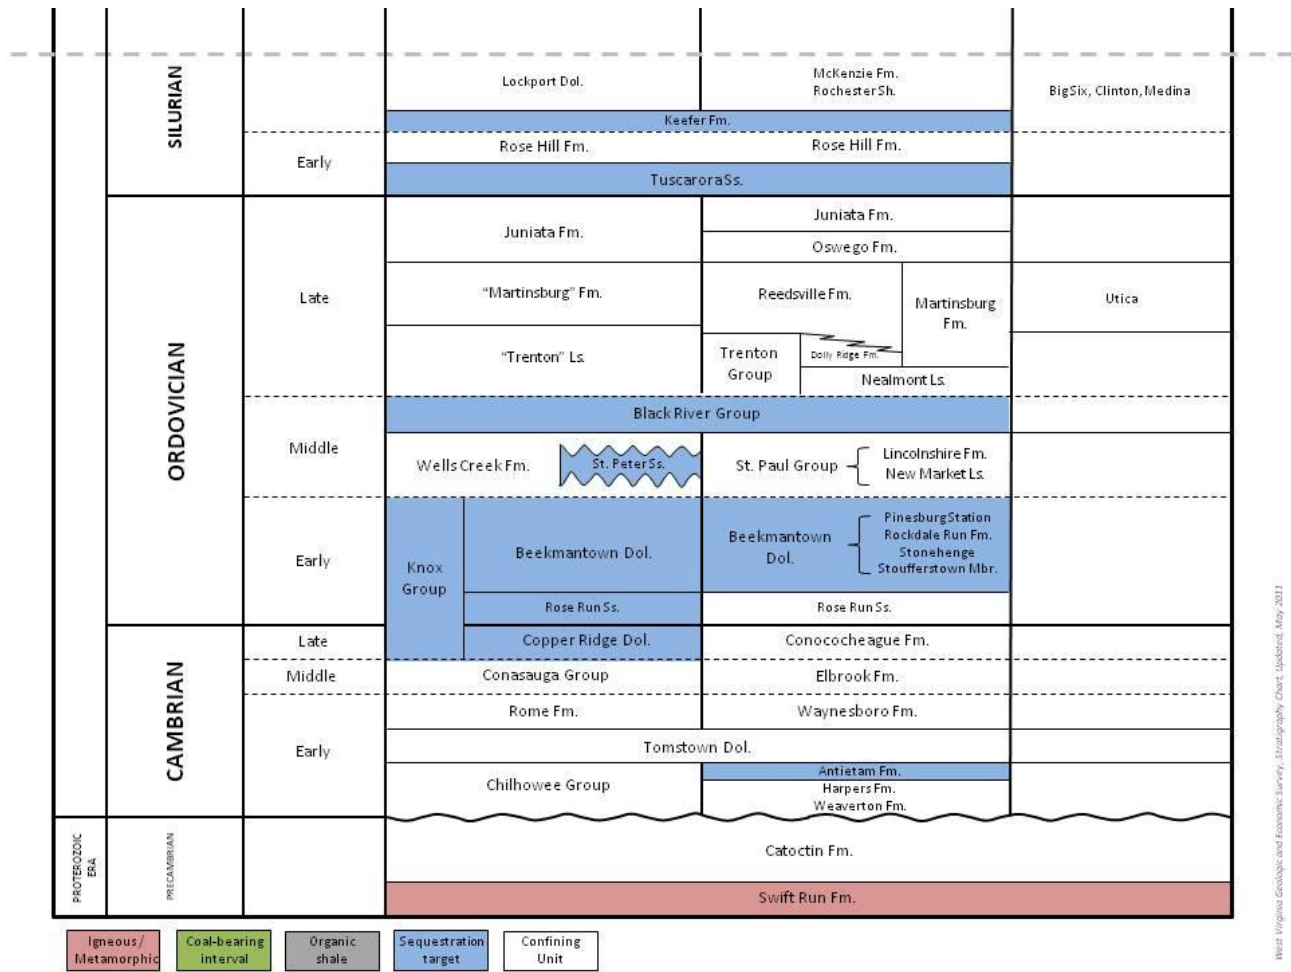 SILURIAN
Lockport Dol.
McKenzie Fm.
Rochester Sh.
Big Six, Clinton, Medina
Keefer Fm.
Early
Rose Hill Fm.
Rose Hill Fm.
Tuscarora Ss.
ORDOVICIAN
Late
Juniata Fm.
Juniata Fm.
Oswego Fm.
"Martinsburg" Fm.
Reedsville Fm.
Martinsburg
Fm.
Utica
"Trenton" Ls.
Trenton
Group
Dolly Ridge Fm.
Nealmont Ls.
Black River Group
Middle
Wells Creek Fm.
St. Peter Ss.
St. Paul Group
Lincolnshire Fm.
New Market Ls.
Early
Knox
Group
Beekmantown Dol.
Beekmantown
Dol.
Pinesburg Station
Rockdale Run Fm.
Stonehenge
Stoufferstown Mbr.
Rose Run Ss.
Rose Run Ss.
CAMBRIAN
Late
Copper Ridge Dol.
Conococheague Fm.
Middle
Conasauga Group
Elbrook Fm.
Early
Rome Fm.
Waynesboro Fm.
Tomstown Dol.
Chilhowee Group
Antietam Fm.
Harpers Fm.
Weaverton Fm.
PROTEROZOIC
ERA
PRECAMBRIAN
Catoctin Fm.
Swift Run Fm.
Igneous/
Metamorphic
Coal-bearing
interval
Organic
shale
Sequestration
target
Confining
Unit
West Virginia Geologic and Economic Survey, Stratigraphy Chart, Updated, May 2011